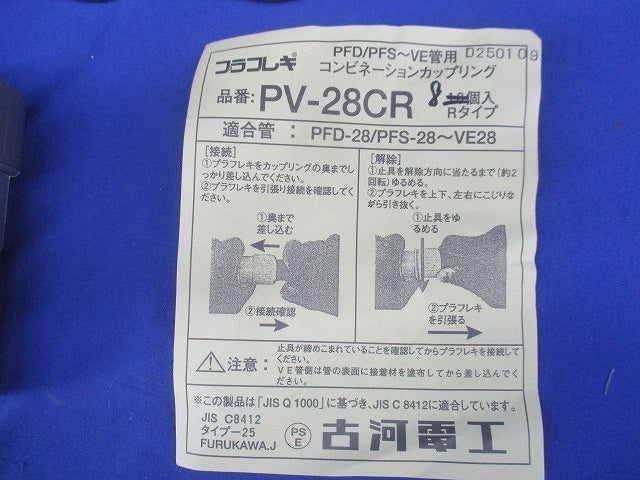 プラフレキ®
PFD/PFS～VE管用
D250109
コンビネーションカップリング
品番: PV-28CR 8 10個入
Rタイプ
適合管 : PFD-28/PFS-28～VE28
[接続]
①プラフレキをカップリングの奥までし
っかり差し込んでください。
②プラフレキを引張り接続を確認してく
ださい。
①奥まで
差し込む
②接続確認
[解除]
①止具を解除方向に当たるまで(約2
回転)ゆるめる。
②プラフレキを上下、左右にこじりな
がら引き抜く。
①止具をゆ
るめる
②プラフレキ
を引張る
注意:
止具が締めこまれていることを確認してからプラフレキを接続して
ください。
VE管側は管の表面に接着材を塗布してから差し込んでくださ
い。
※この製品は「JIS Q 1000」に基づき、JIS C 8412に適合しています。
JIS C8412
タイプ-25
FURUKAWA.J
PS
E
古河電工